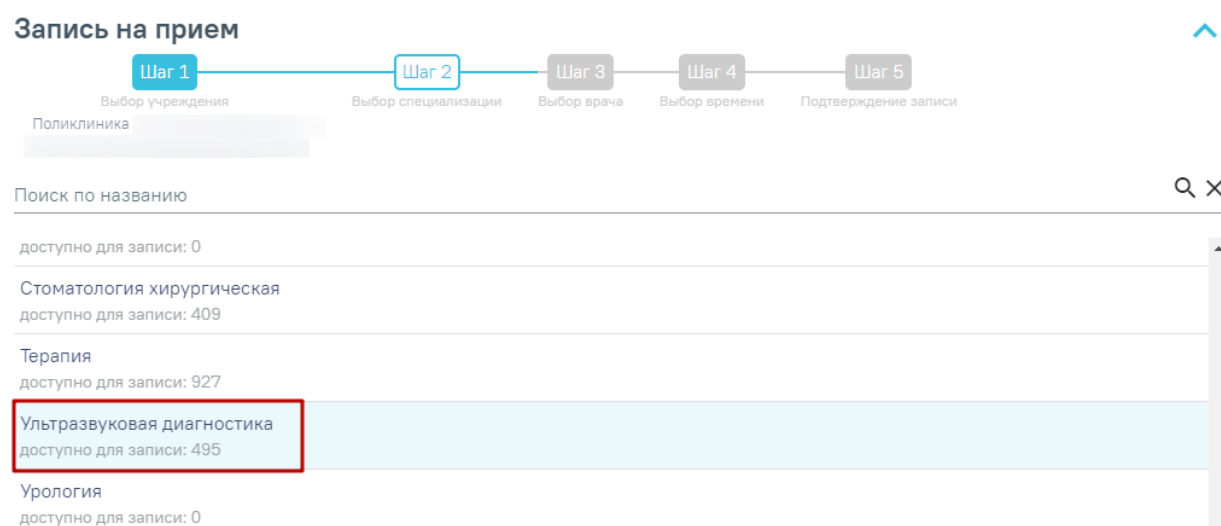 Запись на прием
Шаг 1 Шаг 2 Шаг 3 Шаг 4 Шаг 5
Выбор учреждения Выбор специализации Выбор врача Выбор времени Подтверждение записи
Поликлиника
Поиск по названию
доступно для записи: 0
Стоматология хирургическая
доступно для записи: 409
Терапия
доступно для записи: 927
Ультразвуковая диагностика
доступно для записи: 495
Урология
доступно для записи: 0